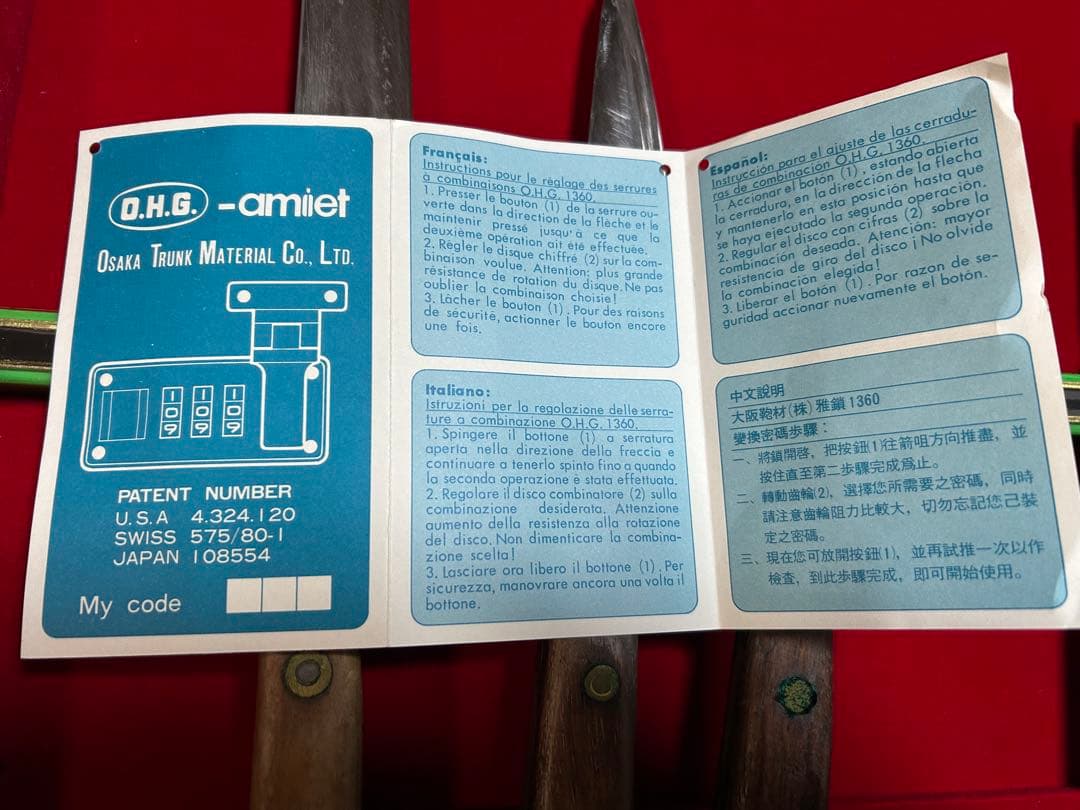 O.H.G. -amiet
OSAKA TRUNK MATERIAL CO., LTD.
109 109 109
PATENT NUMBER
U.S.A 4.324.120
SWISS 575/80-1
JAPAN 108554
My code
Français:
Instructions pour le réglage des serrures
à combinaisons O.H.G. 1360.
1. Presser le bouton (1) de la serrure ou-
verte dans la direction de flèche et le
maintenir pressé jusqu'à ce que la
deuxième opération ait été effectuée.
2. Règler le disque chiffré (2) sur la com-
binaison voulue. Attention: plus grande
résistance de rotation du disque. Ne pas
oublier la combinaison choisie!
3. Lâcher le bouton (1). Pour des raisons
de sécurité, actionner le bouton encore
une fois.
Italiano:
Istruzioni per la regolazione delle serra-
ture a combinazione O.H.G. 1360.
1. Spingere il bottone (1) a serratura
aperta nella direzione della freccia e
continuare a tenerlo spinto fino a quando
la seconda operazione è stata effettuata.
2. Regolare il disco combinatore (2) sulla
combinazione desiderata. Attenzione
aumento della resistenza alla rotazione
del disco. Non dimenticare la combina-
zione scelta!
3. Lasciare ora libero il bottone (1). Per
sicurezza, manovrare ancora una volta il
bottone.
Español:
Instrucción para el ajuste de las cerradu-
ras de combinación O.H.G. 1360.
1. Accionar el boton (1), estando abierta
la cerradura, en la dirección de la flecha
y mantenerlo en esta posición hasta que
se haya ejecutado la segunda operación.
2. Regular el disco con cifras (2) sobre la
combinación deseada. Atención: mayor
resistencia de giro del disco ¡ No olvide
la combinación elegida!
3. Liberar el botón (1). Por razon de se-
guridad accionar nuevamente el botón.
中文說明
大阪鞄材(株)雅鎖1360
變換密碼步驟：
一、將鎖開啓，把按鈕(1)往箭咀方向推盡，並
按住直至第二步驟完成爲止。
二、轉動齒輪(2)，選擇您所需要之密碼，同時
請注意齒輪阻力比較大，切勿忘記您己裝
定之密碼。
三、現在您可放開按鈕(1)，並再試推一次以作
檢查，到此步驟完成，即可開始使用。